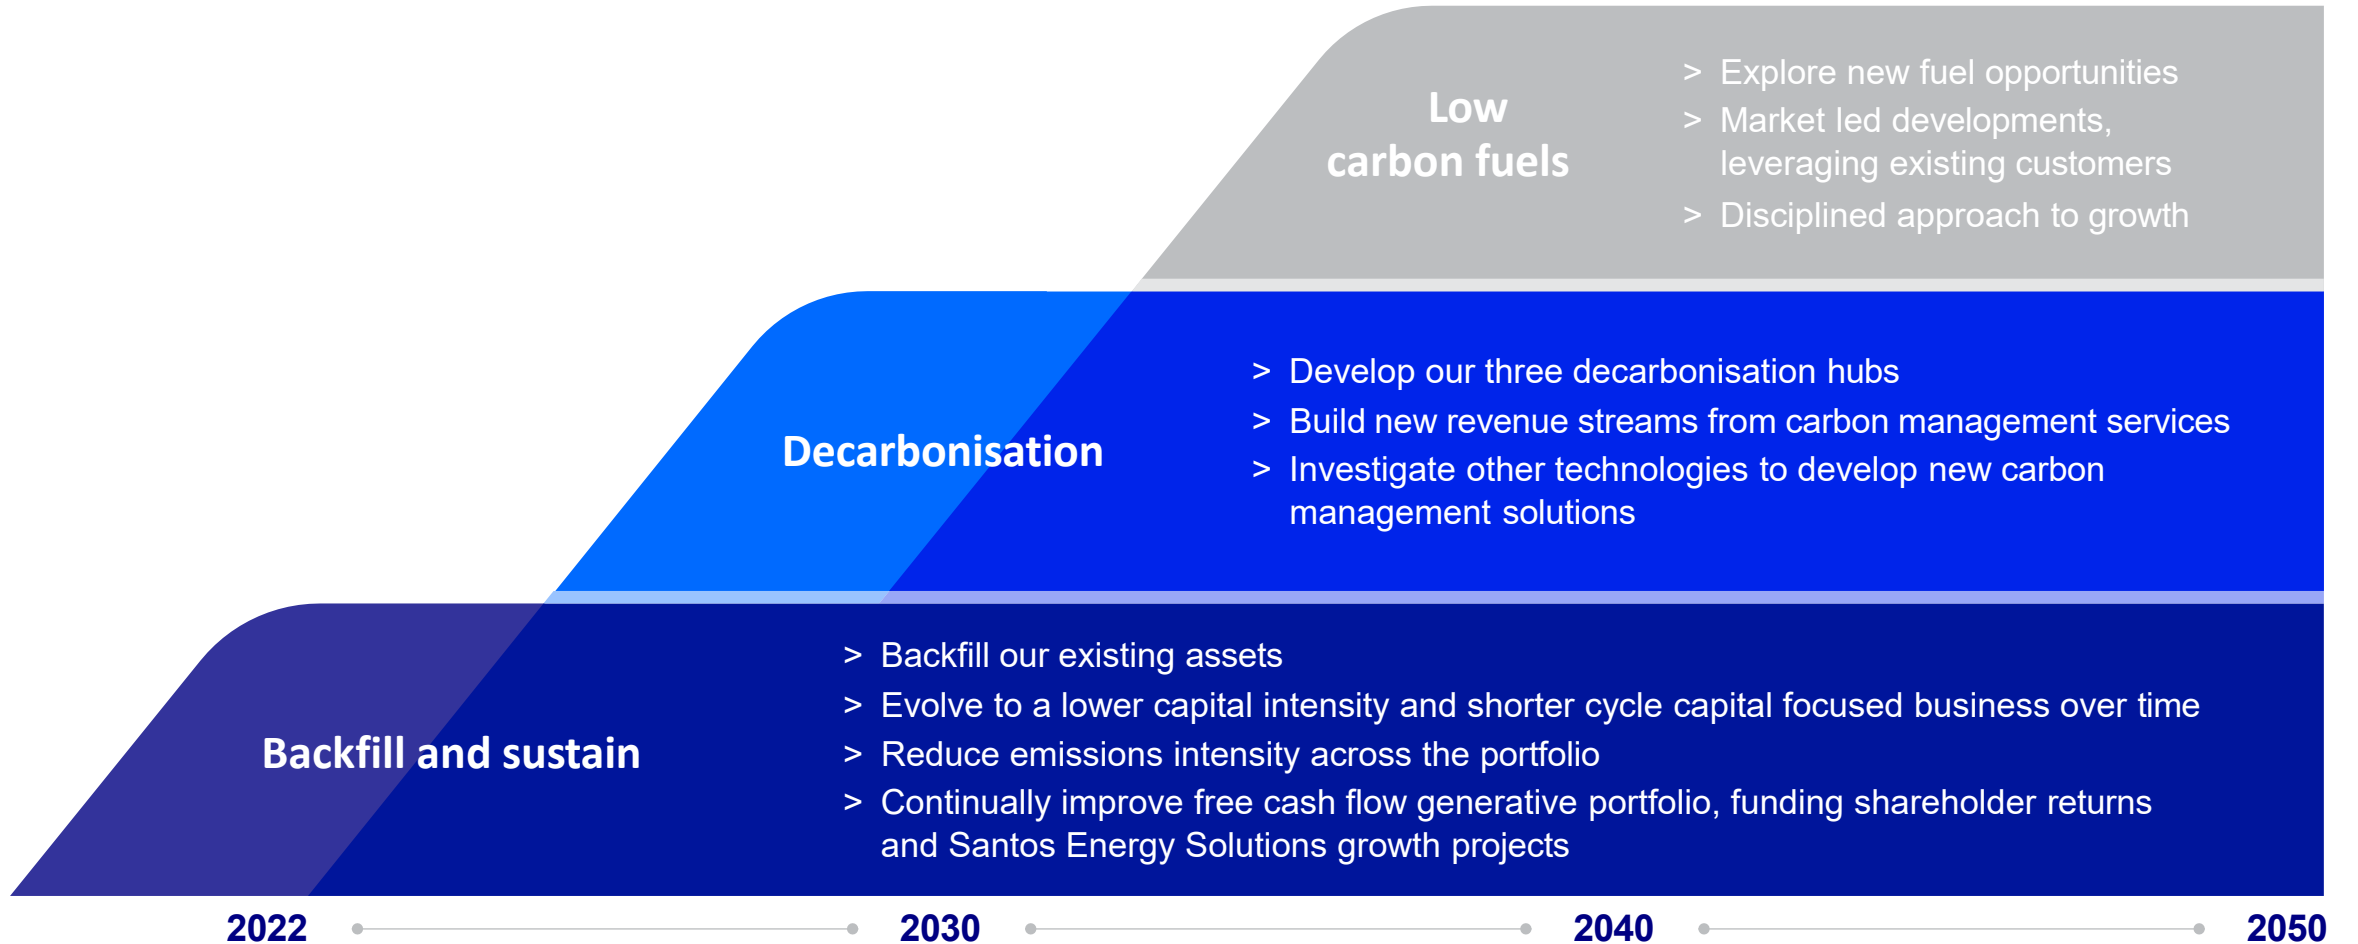 Low
carbon fuels
> Explore new fuel opportunities
> Market led developments,
leveraging existing customers
> Disciplined approach to growth
Decarbonisation
> Develop our three decarbonisation hubs
> Build new revenue streams from carbon management services
> Investigate other technologies to develop new carbon
management solutions
Backfill and sustain
> Backfill our existing assets
> Evolve to a lower capital intensity and shorter cycle capital focused business over time
> Reduce emissions intensity across the portfolio
> Continually improve free cash flow generative portfolio, funding shareholder returns
and Santos Energy Solutions growth projects
2022 2030 2040 2050